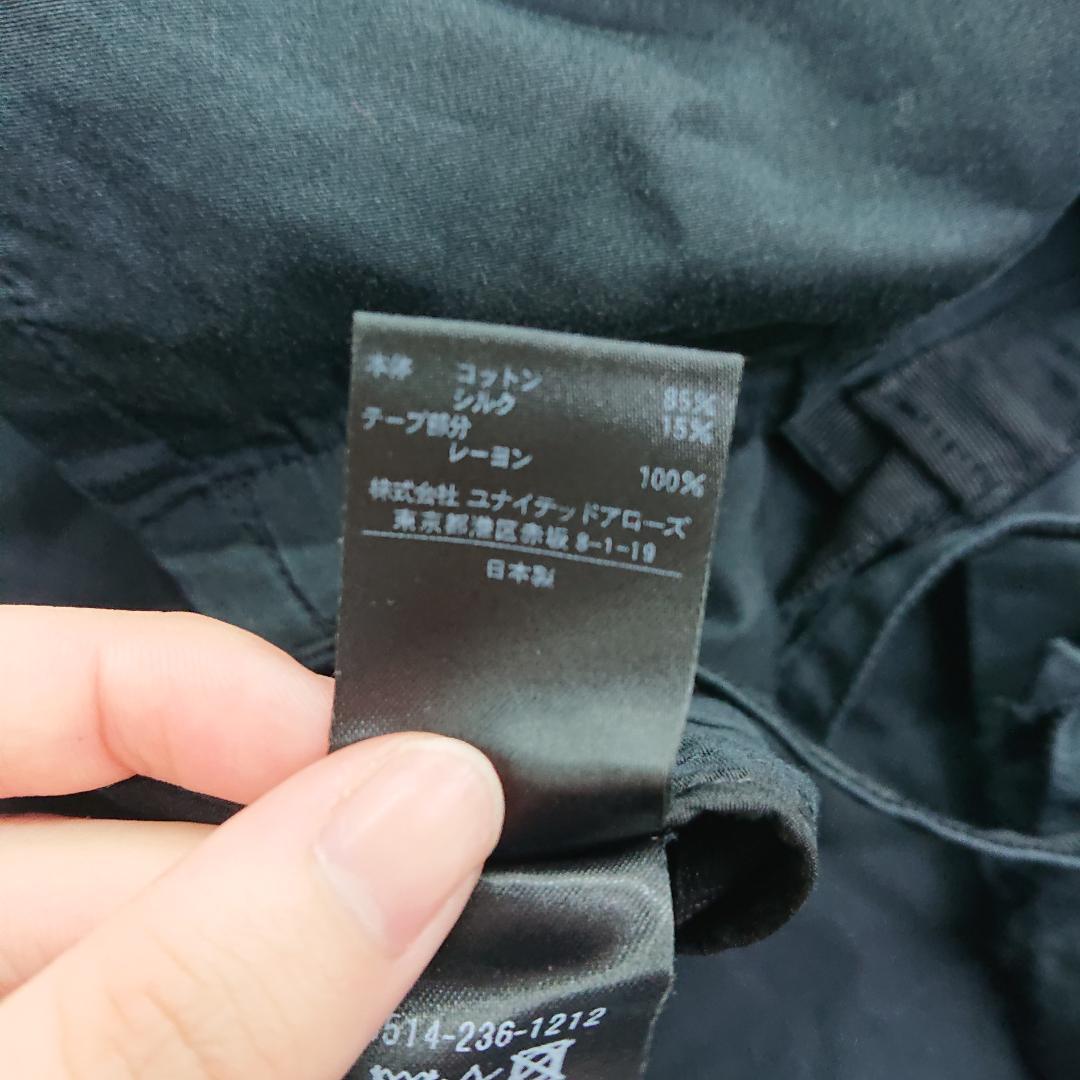 本体 コットン 85%
シルク 15%
テープ部分
レーヨン 100%
株式会社 ユナイテッドアローズ
東京都港区赤坂 8-1-19
日本製
514-236-1212